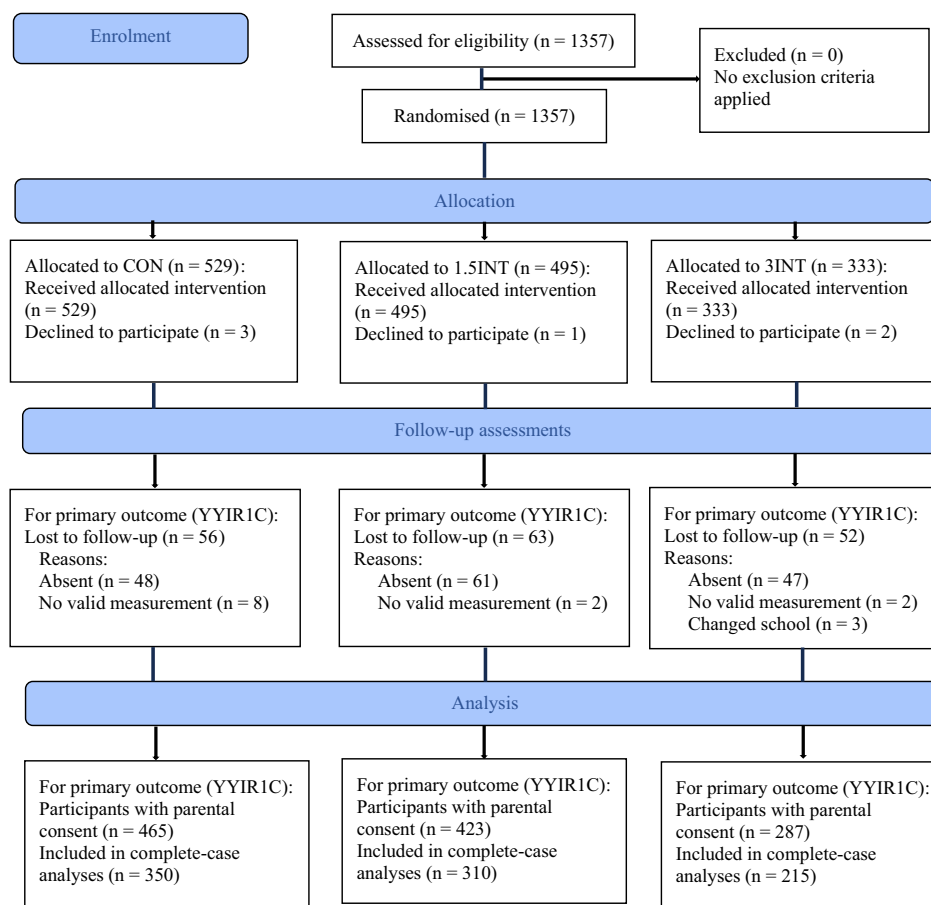 Enrolment
Assessed for eligibility (n = 1357)
Excluded (n = 0)
No exclusion criteria
applied
Randomised (n = 1357)
Allocation
Allocated to CON (n = 529):
Received allocated intervention
(n = 529)
Declined to participate (n = 3)
Allocated to 1.5INT (n = 495):
Received allocated intervention
(n = 495)
Declined to participate (n = 1)
Allocated to 3INT (n = 333):
Received allocated intervention
(n = 333)
Declined to participate (n = 2)
Follow-up assessments
For primary outcome (YYIR1C):
Lost to follow-up (n = 56)
Reasons:
Absent (n = 48)
No valid measurement (n = 8)
For primary outcome (YYIR1C):
Lost to follow-up (n = 63)
Reasons:
Absent (n = 61)
No valid measurement (n = 2)
For primary outcome (YYIR1C):
Lost to follow-up (n = 52)
Reasons:
Absent (n = 47)
No valid measurement (n = 2)
Changed school (n = 3)
Analysis
For primary outcome (YYIR1C):
Participants with parental
consent (n = 465)
Included in complete-case
analyses (n = 350)
For primary outcome (YYIR1C):
Participants with parental
consent (n = 423)
Included in complete-case
analyses (n = 310)
For primary outcome (YYIR1C):
Participants with parental
consent (n = 287)
Included in complete-case
analyses (n = 215)